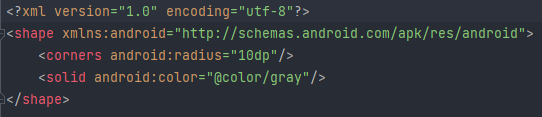 <?xml version="1.0" encoding="utf-8"?>
<shape xmlns:android="http://schemas.android.com/apk/res/android">
    <corners android:radius="10dp"/>
    <solid android:color="@color/gray"/>
</shape>